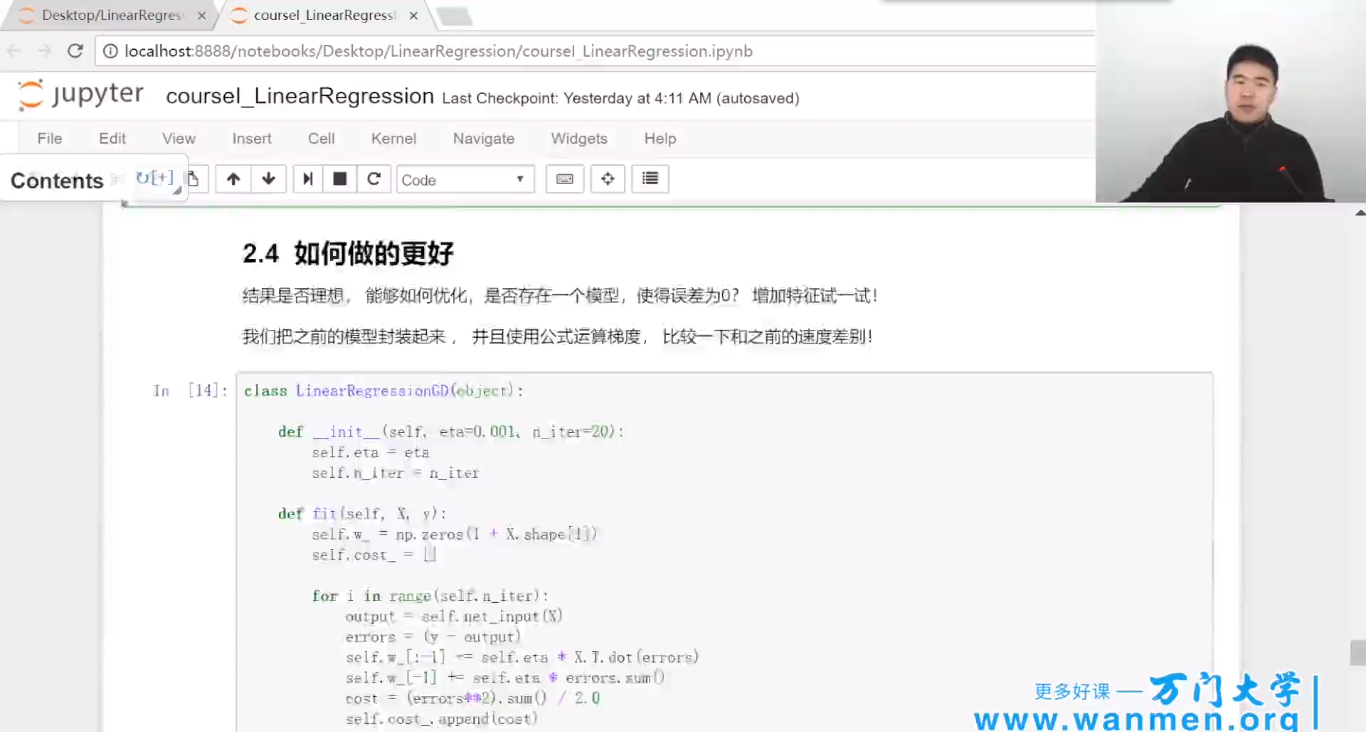 Desktop/LinearRegres
coursel_LinearRegressi
localhost:8888/notebooks/Desktop/LinearRegression/coursel_LinearRegression.ipynb
jupyter coursel_LinearRegression Last Checkpoint: Yesterday at 4:11 AM (autosaved)
File Edit View Insert Cell Kernel Navigate Widgets Help
Contents [+] Code
2.4 如何做的更好
结果是否理想, 能够如何优化, 是否存在一个模型, 使得误差为0? 增加特征试一试!
我们把之前的模型封装起来, 并且使用公式运算梯度, 比较一下和之前的速度差别!
In [14]: class LinearRegressionGD(object):
def __init__(self, eta=0.001, n_iter=20):
self.eta = eta
self.n_iter = n_iter
def fit(self, X, y):
self.w_ = np.zeros(1 + X.shape[1])
self.cost_ = []
for i in range(self.n_iter):
output = self.net_input(X)
errors = (y - output)
self.w_[:-1] += self.eta * X.T.dot(errors)
self.w_[-1] += self.eta * errors.sum()
cost = (errors**2).sum() / 2.0
self.cost_.append(cost)
更多好课 — 万门大学
www.wanmen.org